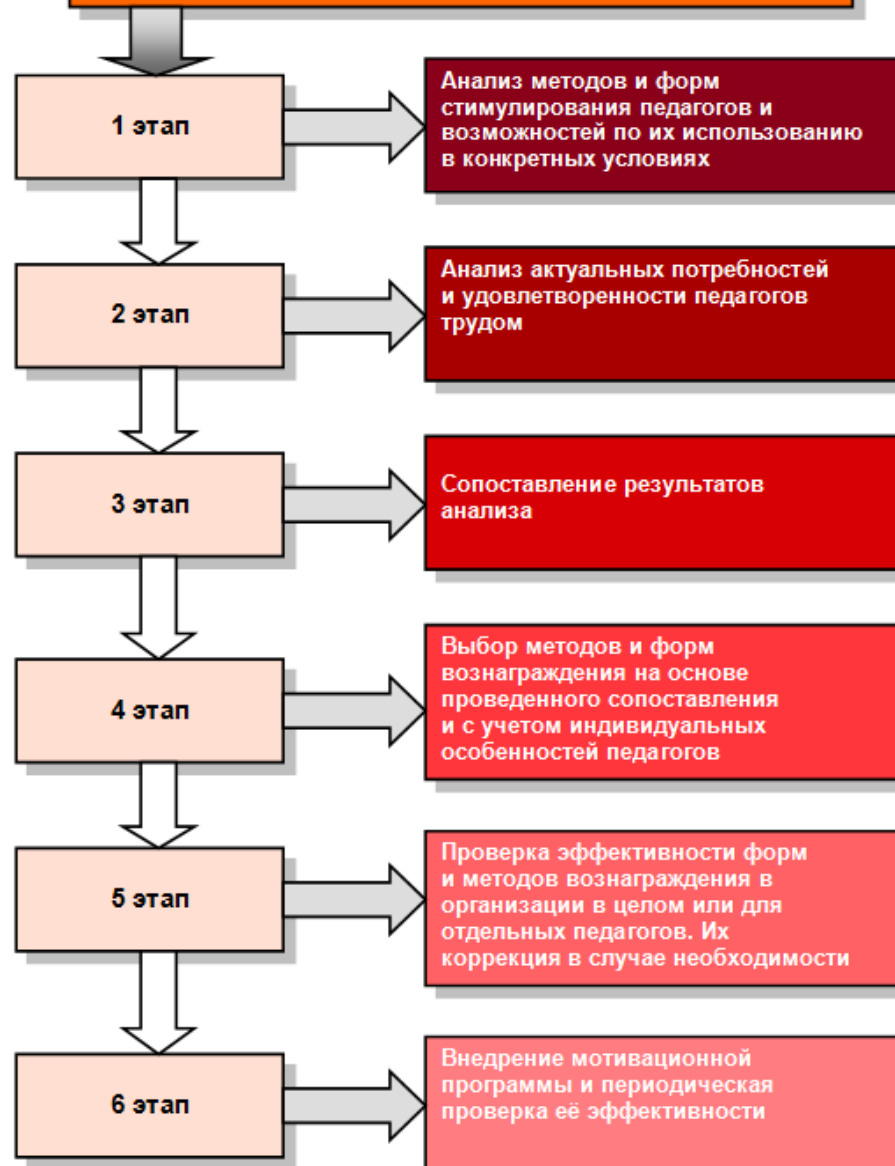 1 этап
Анализ методов и форм
стимулирования педагогов и
возможностей по их использованию
в конкретных условиях
2 этап
Анализ актуальных потребностей
и удовлетворенности педагогов
трудом
3 этап
Сопоставление результатов
анализа
4 этап
Выбор методов и форм
вознаграждения на основе
проведенного сопоставления
и с учетом индивидуальных
особенностей педагогов
5 этап
Проверка эффективности форм
и методов вознаграждения в
организации в целом или для
отдельных педагогов. Их
коррекция в случае необходимости
6 этап
Внедрение мотивационной
программы и периодическая
проверка её эффективности